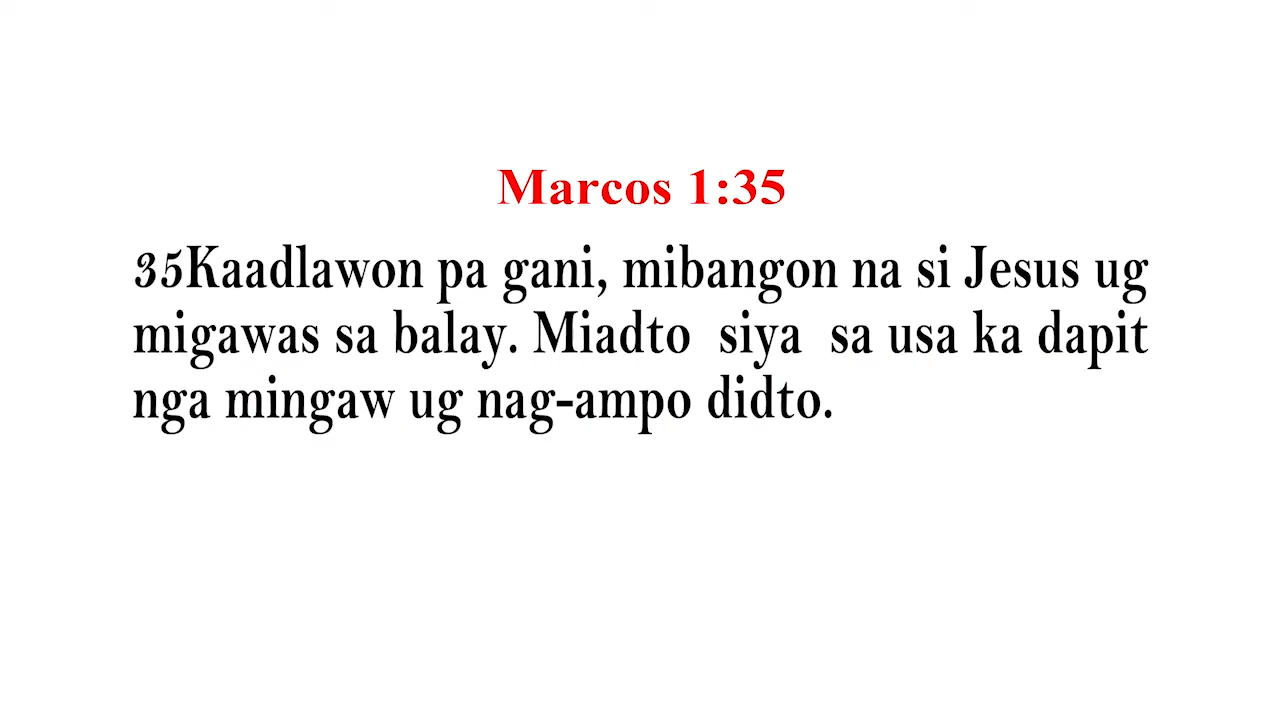 Marcos 1:35
35Kaadlawon pa gani, mibangon na si Jesus ug
migawas sa balay. Miadto siya sa usa ka dapit
nga mingaw ug nag-ampo didto.